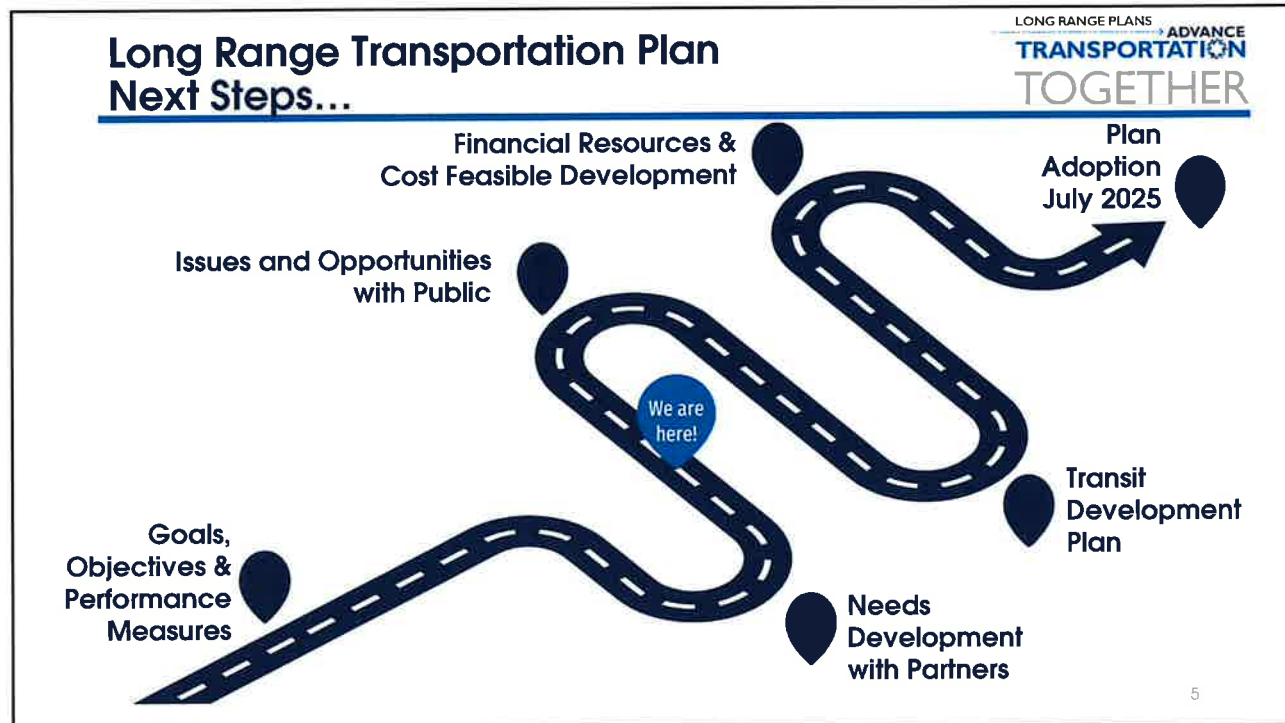 Long Range Transportation Plan
Next Steps...
LONG RANGE PLANS
ADVANCE
TRANSPORTATION
TOGETHER
Financial Resources &
Cost Feasible Development
Plan
Adoption
July 2025
Issues and Opportunities
with Public
We are
here!
Transit
Development
Plan
Goals,
Objectives &
Performance
Measures
Needs
Development
with Partners
5